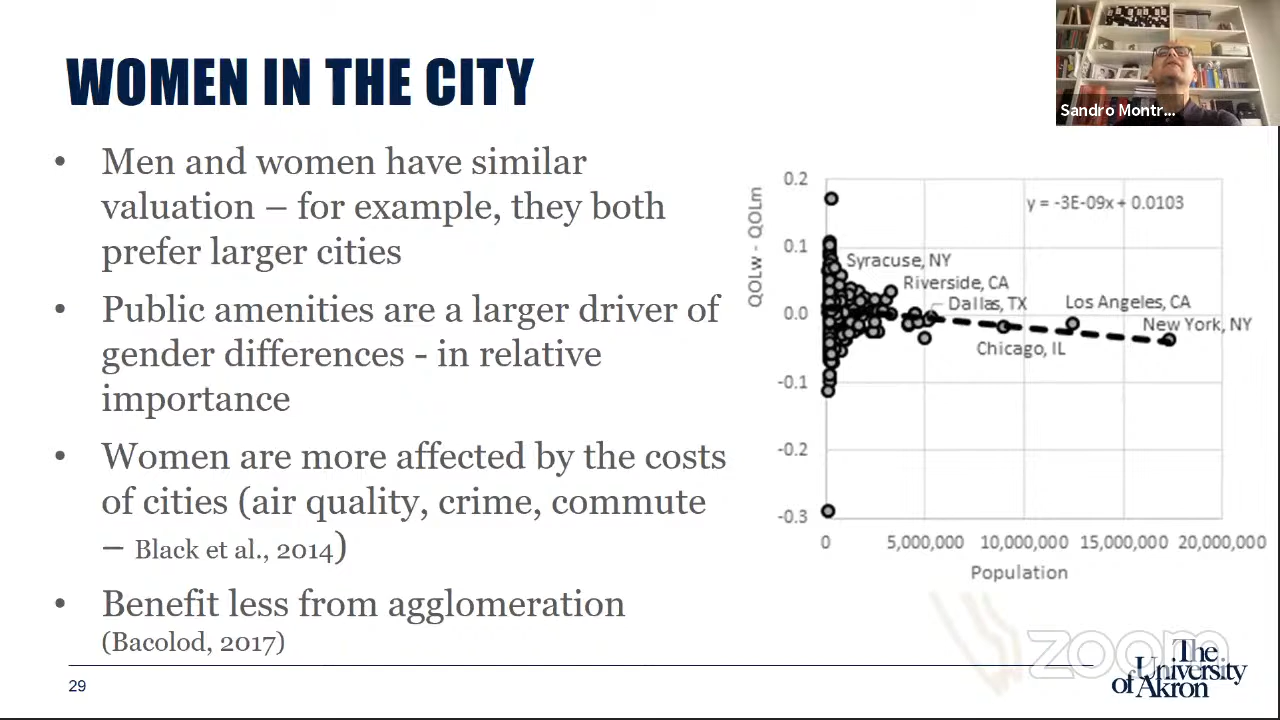 WOMEN IN THE CITY
Sandro Montr...
• Men and women have similar
valuation – for example, they both
prefer larger cities
• Public amenities are a larger driver of
gender differences - in relative
importance
• Women are more affected by the costs
of cities (air quality, crime, commute
– Black et al., 2014)
• Benefit less from agglomeration
(Bacolod, 2017)
QOLw - QOLm
0.2
0.1
0.0
-0.1
-0.2
-0.3
y = -3E-09x + 0.0103
Syracuse, NY
Riverside, CA
Dallas, TX
Los Angeles, CA
New York, NY
Chicago, IL
0 5,000,000 10,000,000 15,000,000 20,000,000
Population
zoom
The
University
of Akron
29